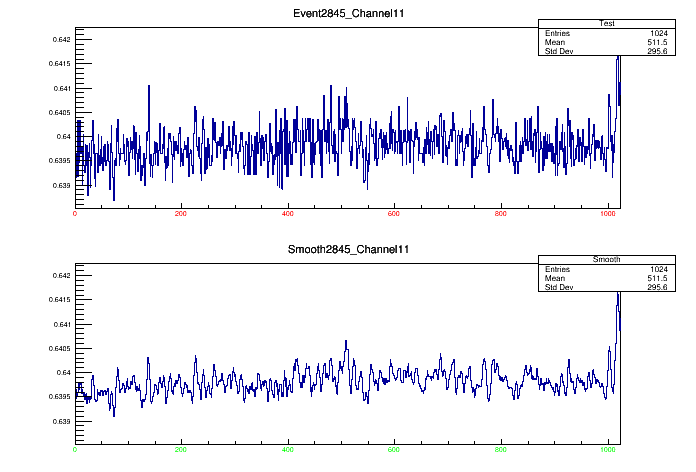 Event2845_Channel11
Test
Entries 1024
Mean 511.5
Std Dev 295.6
0.642
0.6415
0.641
0.6405
0.64
0.6395
0.639
0 200 400 600 800 1000
Smooth2845_Channel11
Smooth
Entries 1024
Mean 511.5
Std Dev 295.6
0.642
0.6415
0.641
0.6405
0.64
0.6395
0.639
0 200 400 600 800 1000